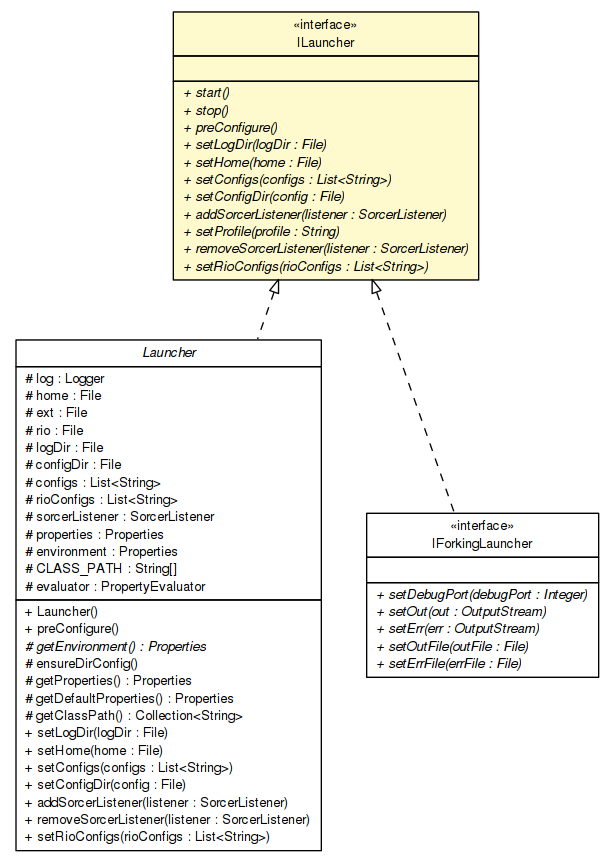 «interface»
ILauncher
+ start()
+ stop()
+ preConfigure()
+ setLogDir(logDir : File)
+ setHome(home : File)
+ setConfigs(configs : List<String>)
+ setConfigDir(config : File)
+ addSorcerListener(listener : SorcerListener)
+ setProfile(profile : String)
+ removeSorcerListener(listener : SorcerListener)
+ setRioConfigs(rioConfigs : List<String>)
Launcher
# log : Logger
# home : File
# ext : File
# rio : File
# logDir : File
# configDir : File
# configs : List<String>
# rioConfigs : List<String>
# sorcerListener : SorcerListener
# properties : Properties
# environment : Properties
# CLASS_PATH : String[]
# evaluator : PropertyEvaluator
+ Launcher()
+ preConfigure()
# getEnvironment() : Properties
# ensureDirConfig()
# getProperties() : Properties
# getDefaultProperties() : Properties
# getClassPath() : Collection<String>
+ setLogDir(logDir : File)
+ setHome(home : File)
+ setConfigs(configs : List<String>)
+ setConfigDir(config : File)
+ addSorcerListener(listener : SorcerListener)
+ removeSorcerListener(listener : SorcerListener)
+ setRioConfigs(rioConfigs : List<String>)
«interface»
IForkingLauncher
+ setDebugPort(debugPort : Integer)
+ setOut(out : OutputStream)
+ setErr(err : OutputStream)
+ setOutFile(outFile : File)
+ setErrFile(errFile : File)